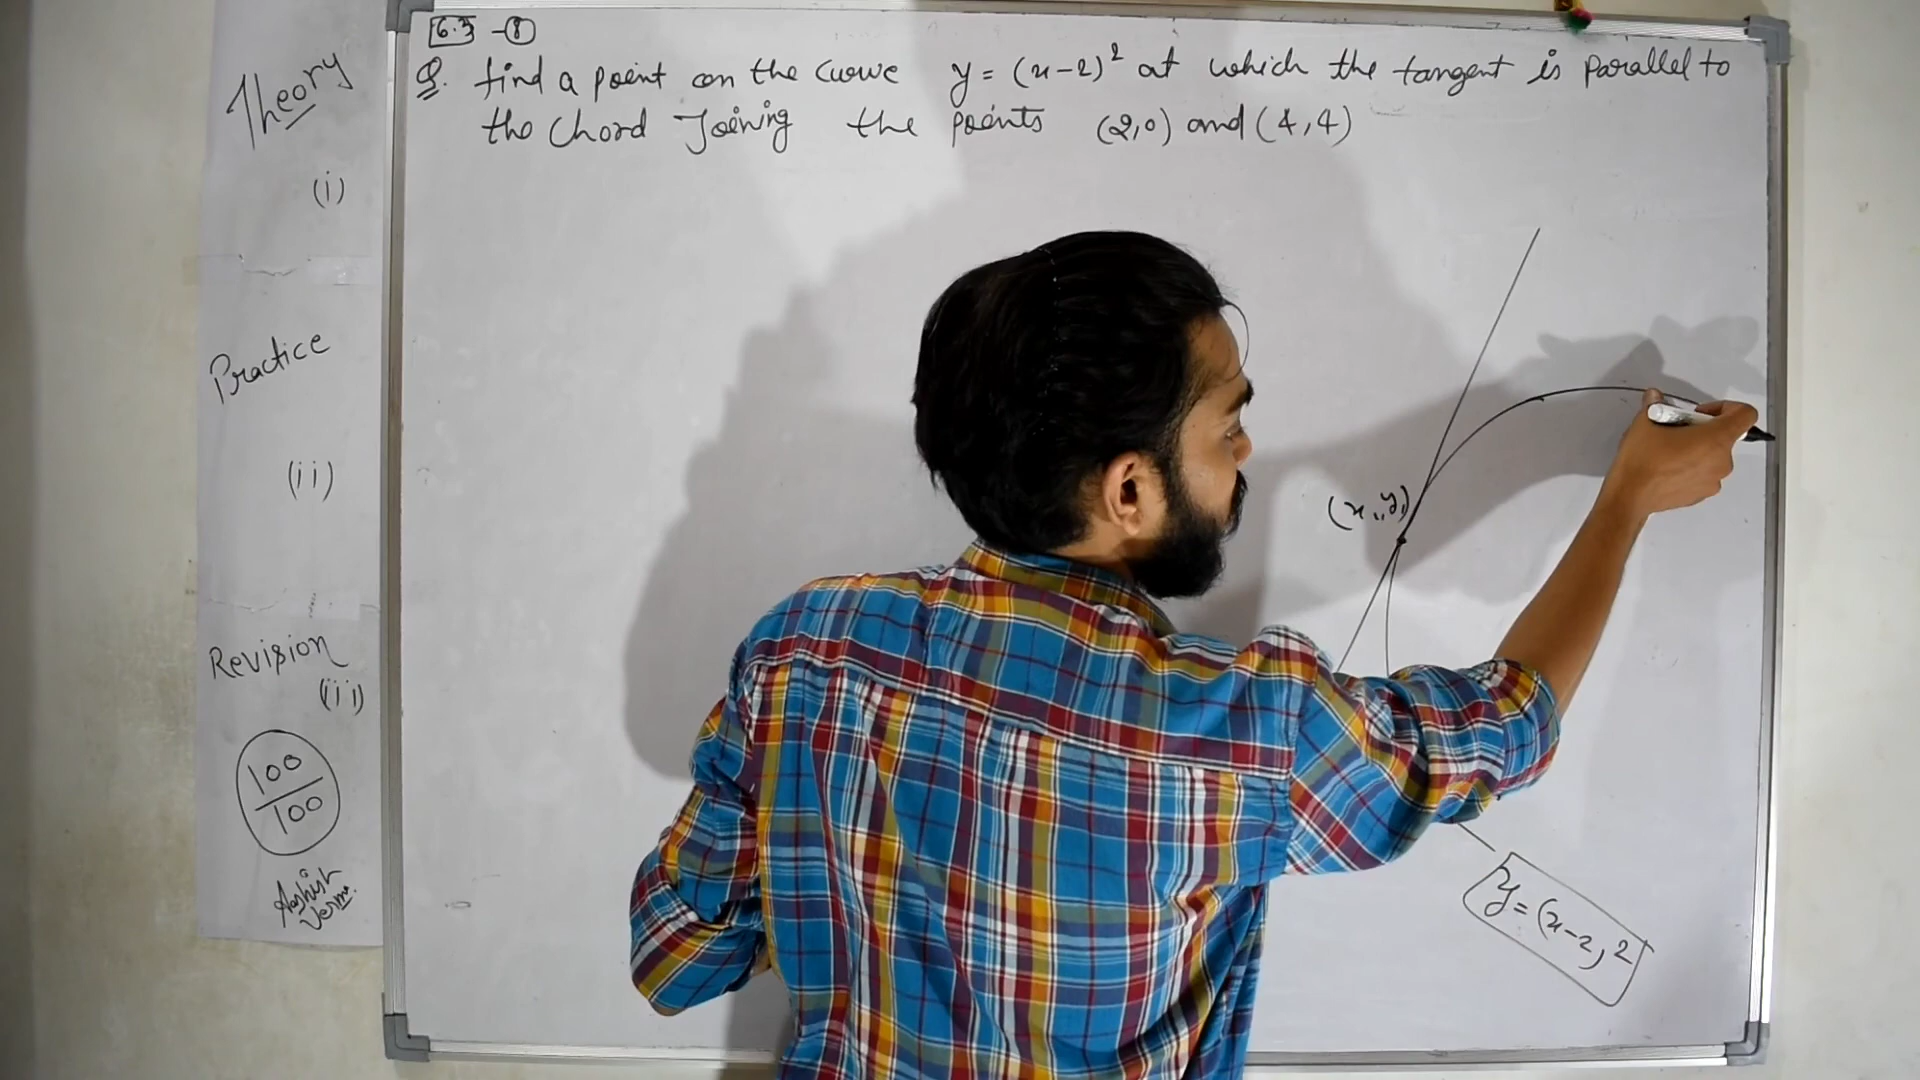 6.3 - 8
Q. find a point on the curve y = (x-2)² at which the tangent is parallel to
the Chord Joining the points (2,0) and (4,4)
Theory
(i)
Practice
(ii)
Revision
(iii)
100
100
Aashish
Verma
(x₁,y₁)
y = (x-2)²